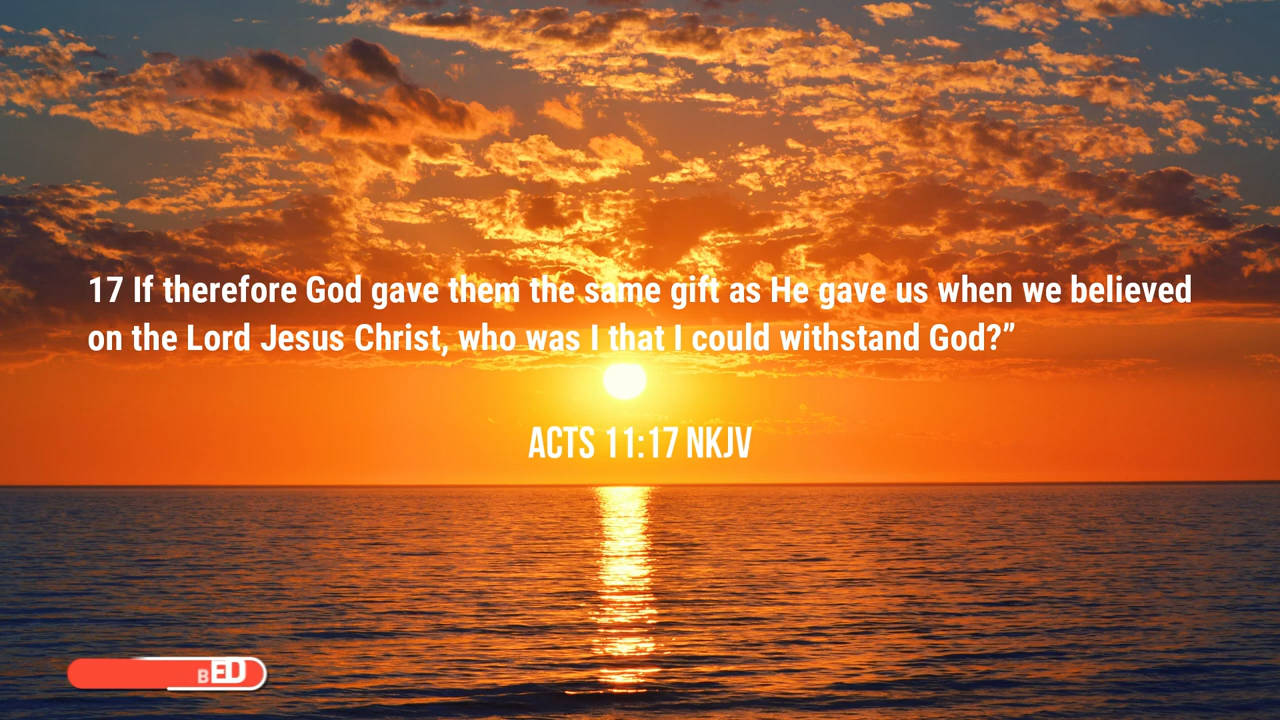 17 If therefore God gave them the same gift as He gave us when we believed
on the Lord Jesus Christ, who was I that I could withstand God?”
ACTS 11:17 NKJV
BED